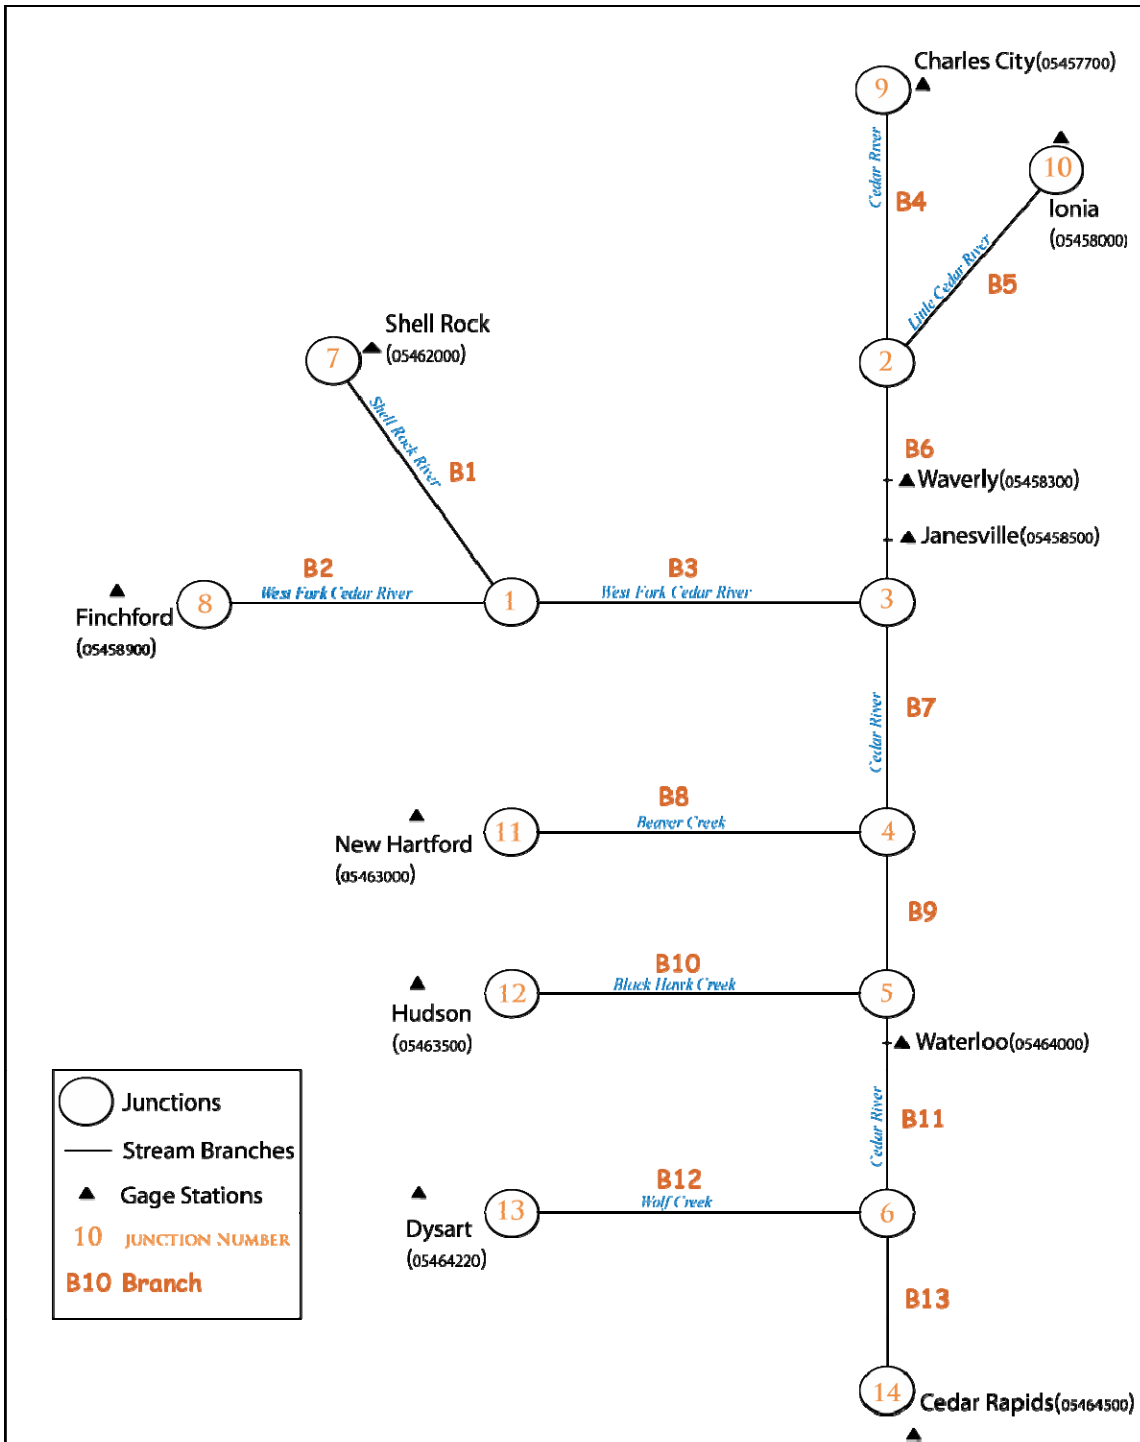 Charles City(05457700)
9
Cedar River
B4
10
Ionia
(05458000)
Little Cedar River
B5
Shell Rock
(05462000)
7
2
Shell Rock River
B1
B6
Waverly(05458300)
Janesville(05458500)
B2
West Fork Cedar River
B3
West Fork Cedar River
8
1
3
Finchford
(05458900)
Cedar River
B7
B8
Beaver Creek
11
4
New Hartford
(05463000)
B9
B10
Black Hawk Creek
12
5
Hudson
(05463500)
Waterloo(05464000)
Cedar River
B11
B12
Wolf Creek
13
6
Dysart
(05464220)
B13
14
Cedar Rapids(05464500)
Junctions
Stream Branches
Gage Stations
10 JUNCTION NUMBER
B10 Branch